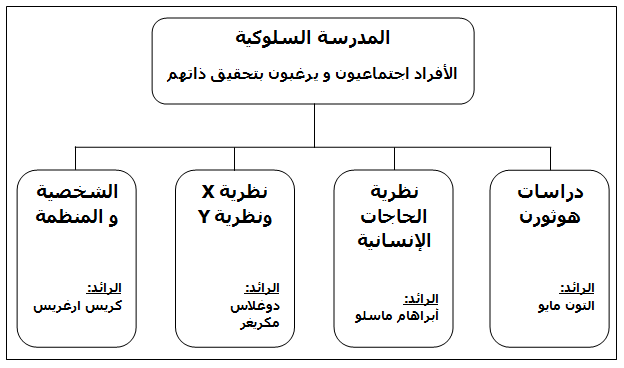 المدرسة السلوكية
الأفراد اجتماعيون و يرغبون بتحقيق ذاتهم
دراسات
هوثورن
الرائد:
التون مايو
نظرية
الحاجات
الإنسانية
الرائد:
أبراهام ماسلو
نظرية X
ونظرية Y
الرائد:
دوغلاس
مكريغر
الشخصية
و المنظمة
الرائد:
كريس ارغريس